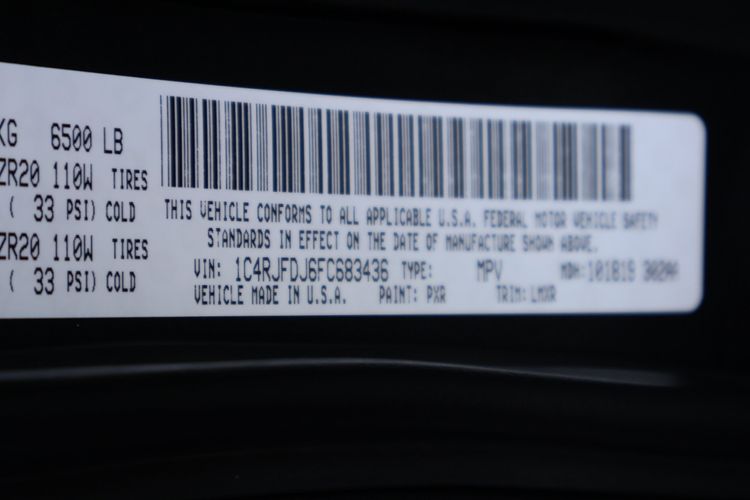 KG 6500 LB
ZR20 110W TIRES
( 33 PSI) COLD
ZR20 110W TIRES
( 33 PSI) COLD
THIS VEHICLE CONFORMS TO ALL APPLICABLE U.S.A. FEDERAL MOTOR VEHICLE SAFETY
STANDARDS IN EFFECT ON THE DATE OF MANUFACTURE SHOWN ABOVE.
VIN: 1C4RJFDJ6FC683436 TYPE: MPV MDH:101819
VEHICLE MADE IN U.S.A. PAINT: PXR TRIM:LMXR